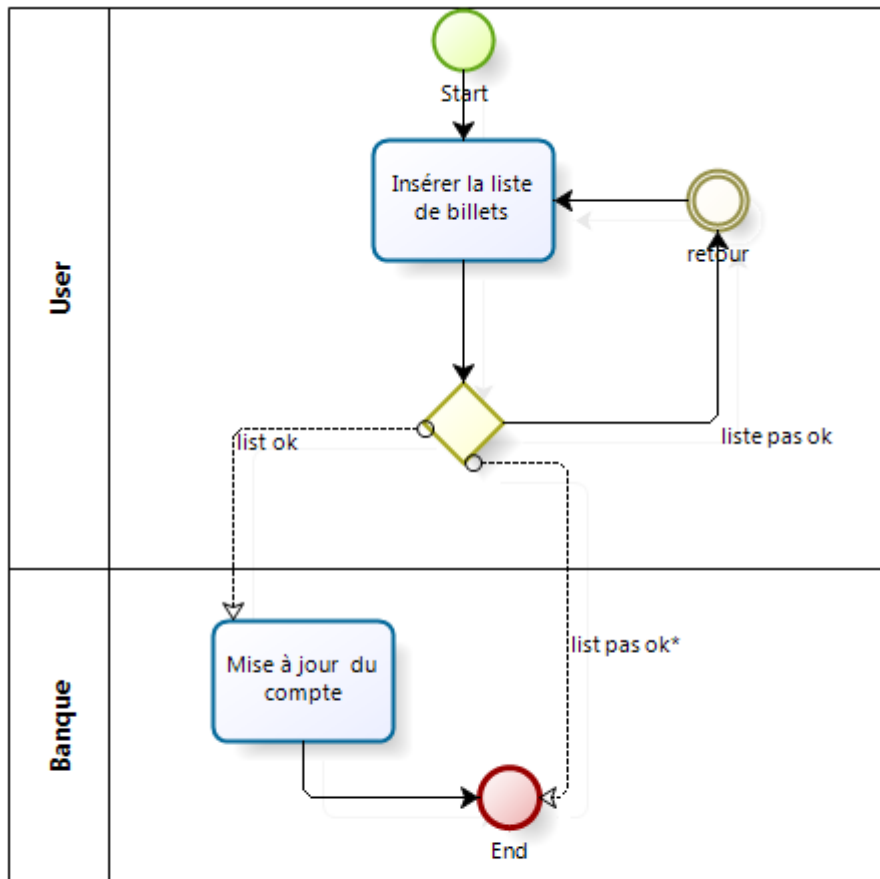 Start
User
Insérer la liste
de billets
retour
list ok
liste pas ok
Banque
Mise à jour du
compte
list pas ok*
End